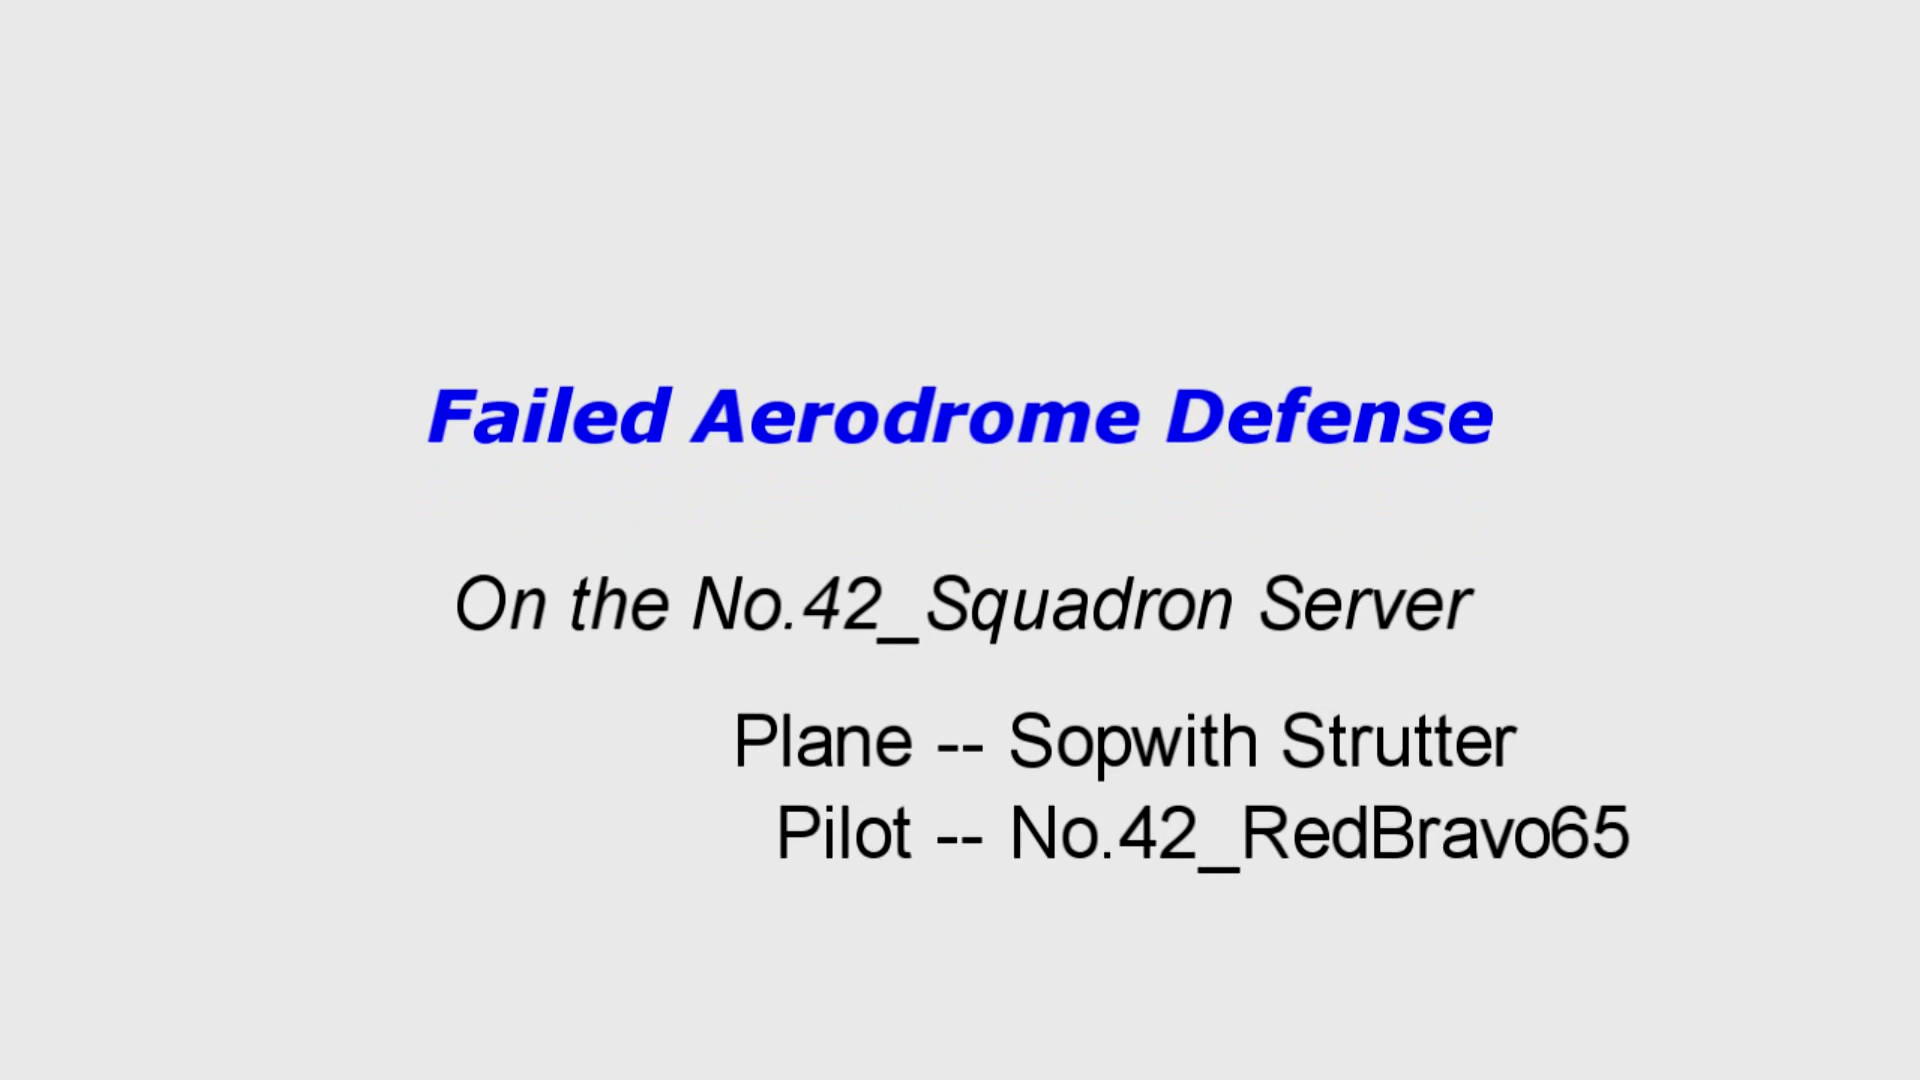 Failed Aerodrome Defense
On the No.42_Squadron Server
Plane -- Sopwith Strutter
Pilot -- No.42_RedBravo65